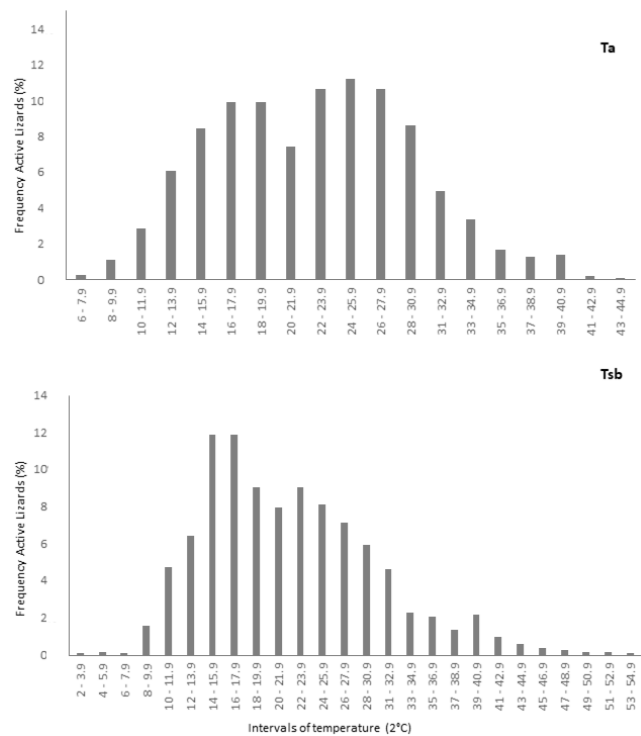 Ta
Frequency Active Lizards (%)
14
12
10
8
6
4
2
0
6 - 7.9
8 - 9.9
10 - 11.9
12 - 13.9
14 - 15.9
16 - 17.9
18 - 19.9
20 - 21.9
22 - 23.9
24 - 25.9
26 - 27.9
28 - 30.9
31 - 32.9
33 - 34.9
35 - 36.9
37 - 38.9
39 - 40.9
41 - 42.9
43 - 44.9
Tsb
Frequency Active Lizards (%)
14
12
10
8
6
4
2
0
2 - 3.9
4 - 5.9
6 - 7.9
8 - 9.9
10 - 11.9
12 - 13.9
14 - 15.9
16 - 17.9
18 - 19.9
20 - 21.9
22 - 23.9
24 - 25.9
26 - 27.9
28 - 30.9
31 - 32.9
33 - 34.9
35 - 36.9
37 - 38.9
39 - 40.9
41 - 42.9
43 - 44.9
45 - 46.9
47 - 48.9
49 - 50.9
51 - 52.9
53 - 54.9
Intervals of temperature (2°C)